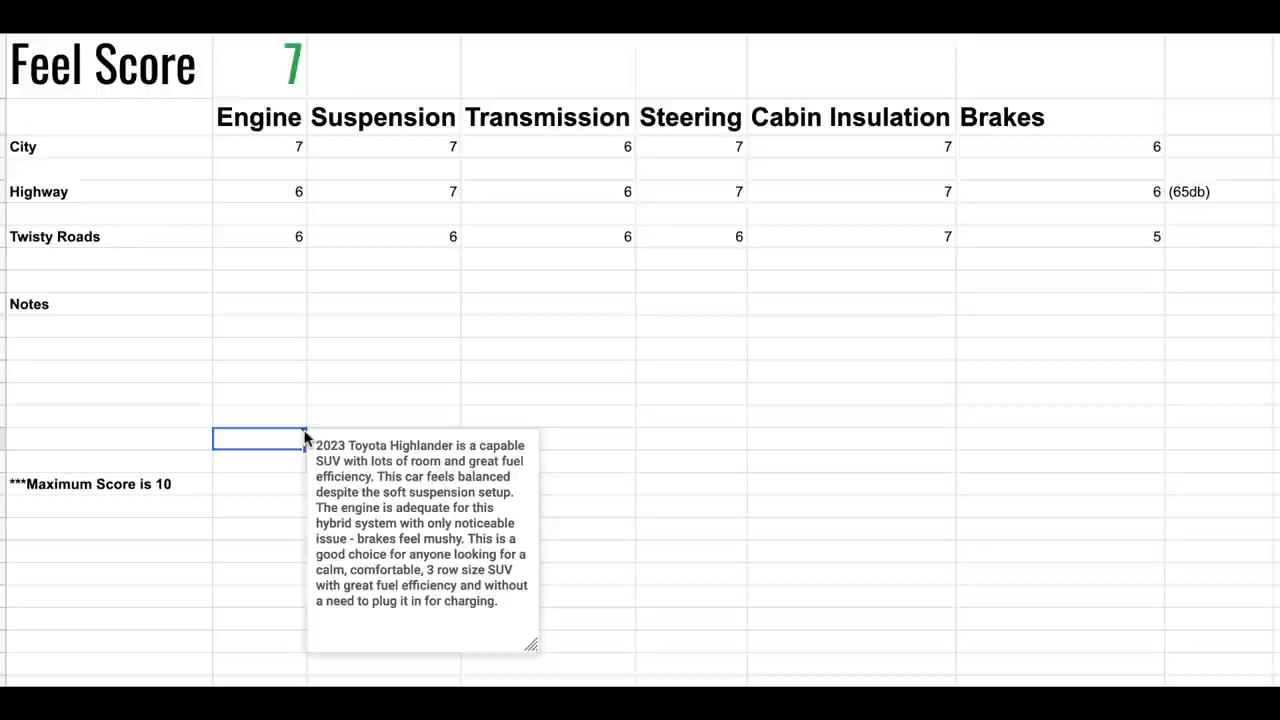 Feel Score 7
Engine Suspension Transmission Steering Cabin Insulation Brakes
City 7 7 6 7 7 6
Highway 6 7 6 7 7 6 (65db)
Twisty Roads 6 6 6 6 7 5
Notes
2023 Toyota Highlander is a capable
SUV with lots of room and great fuel
efficiency. This car feels balanced
despite the soft suspension setup.
The engine is adequate for this
hybrid system with only noticeable
issue - brakes feel mushy. This is a
good choice for anyone looking for a
calm, comfortable, 3 row size SUV
with great fuel efficiency and without
a need to plug it in for charging.
***Maximum Score is 10